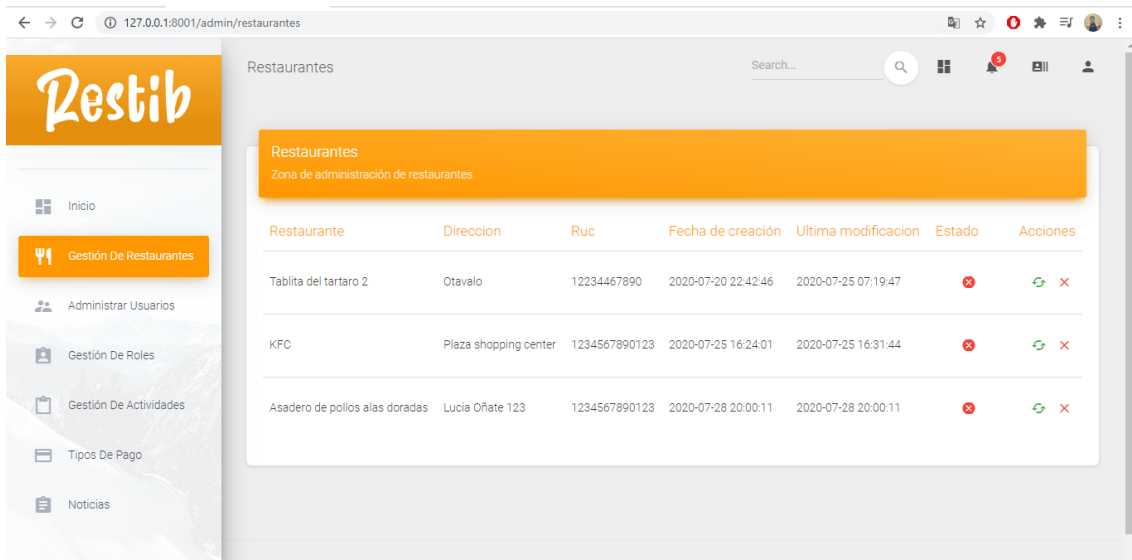 127.0.0.1:8001/admin/restaurantes
Restib
Restaurantes
Search...
5
Inicio
Gestión De Restaurantes
Administrar Usuarios
Gestión De Roles
Gestión De Actividades
Tipos De Pago
Noticias
Restaurantes
Zona de administración de restaurantes
Restaurante Direccion Ruc Fecha de creación Ultima modificacion Estado Acciones
Tablita del tartaro 2 Otavalo 12234467890 2020-07-20 22:42:46 2020-07-25 07:19:47
KFC Plaza shopping center 1234567890123 2020-07-25 16:24:01 2020-07-25 16:31:44
Asadero de pollos alas doradas Lucia Oñate 123 1234567890123 2020-07-28 20:00:11 2020-07-28 20:00:11